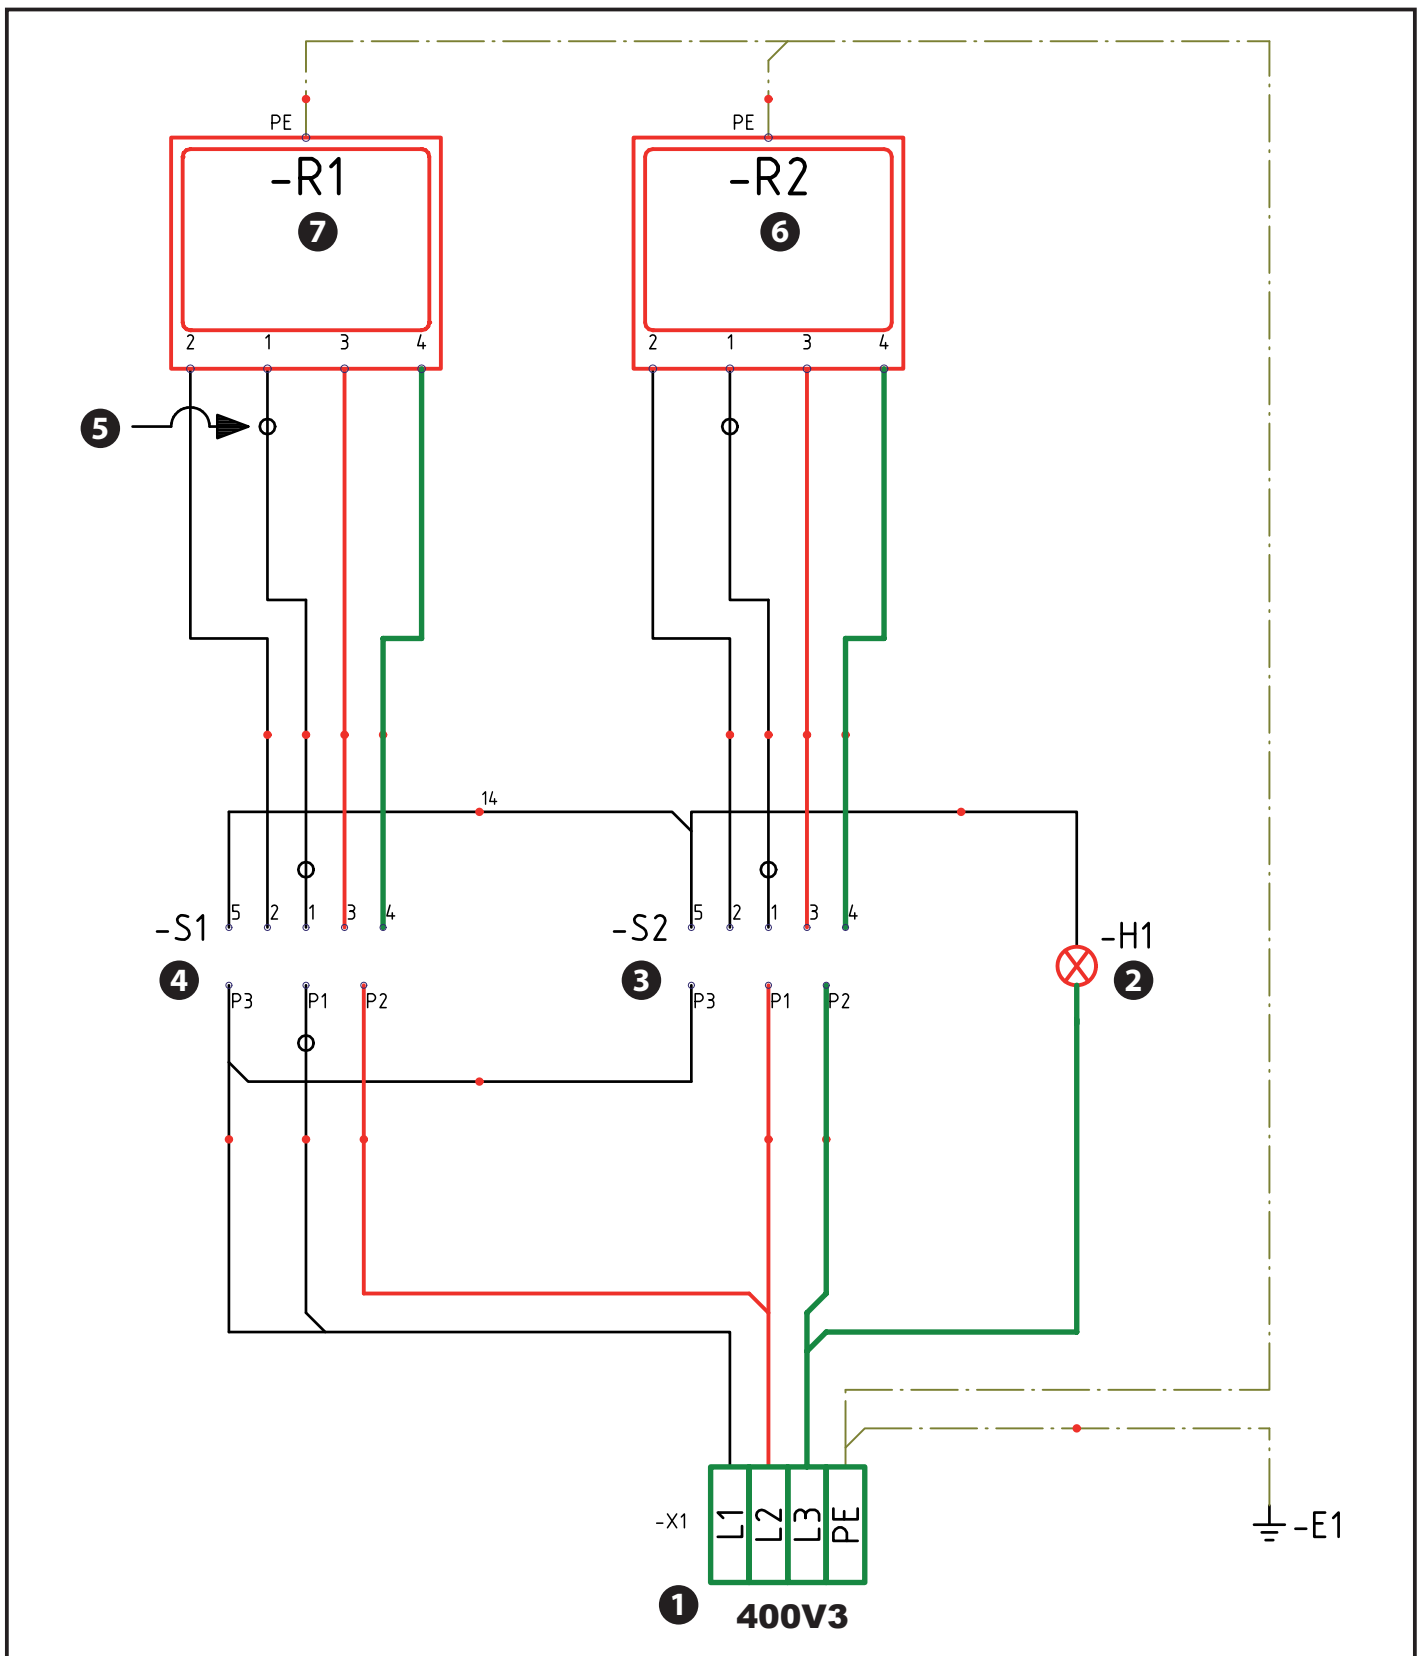 PE PE
-R1 -R2
7 6
2 1 3 4 2 1 3 4
5
14
5 2 1 3 4 5 2 1 3 4
-S1 -S2 -H1
4 3 2
P3 P1 P2 P3 P1 P2
-X1 L1 L2 L3 PE -E1
1
400V3